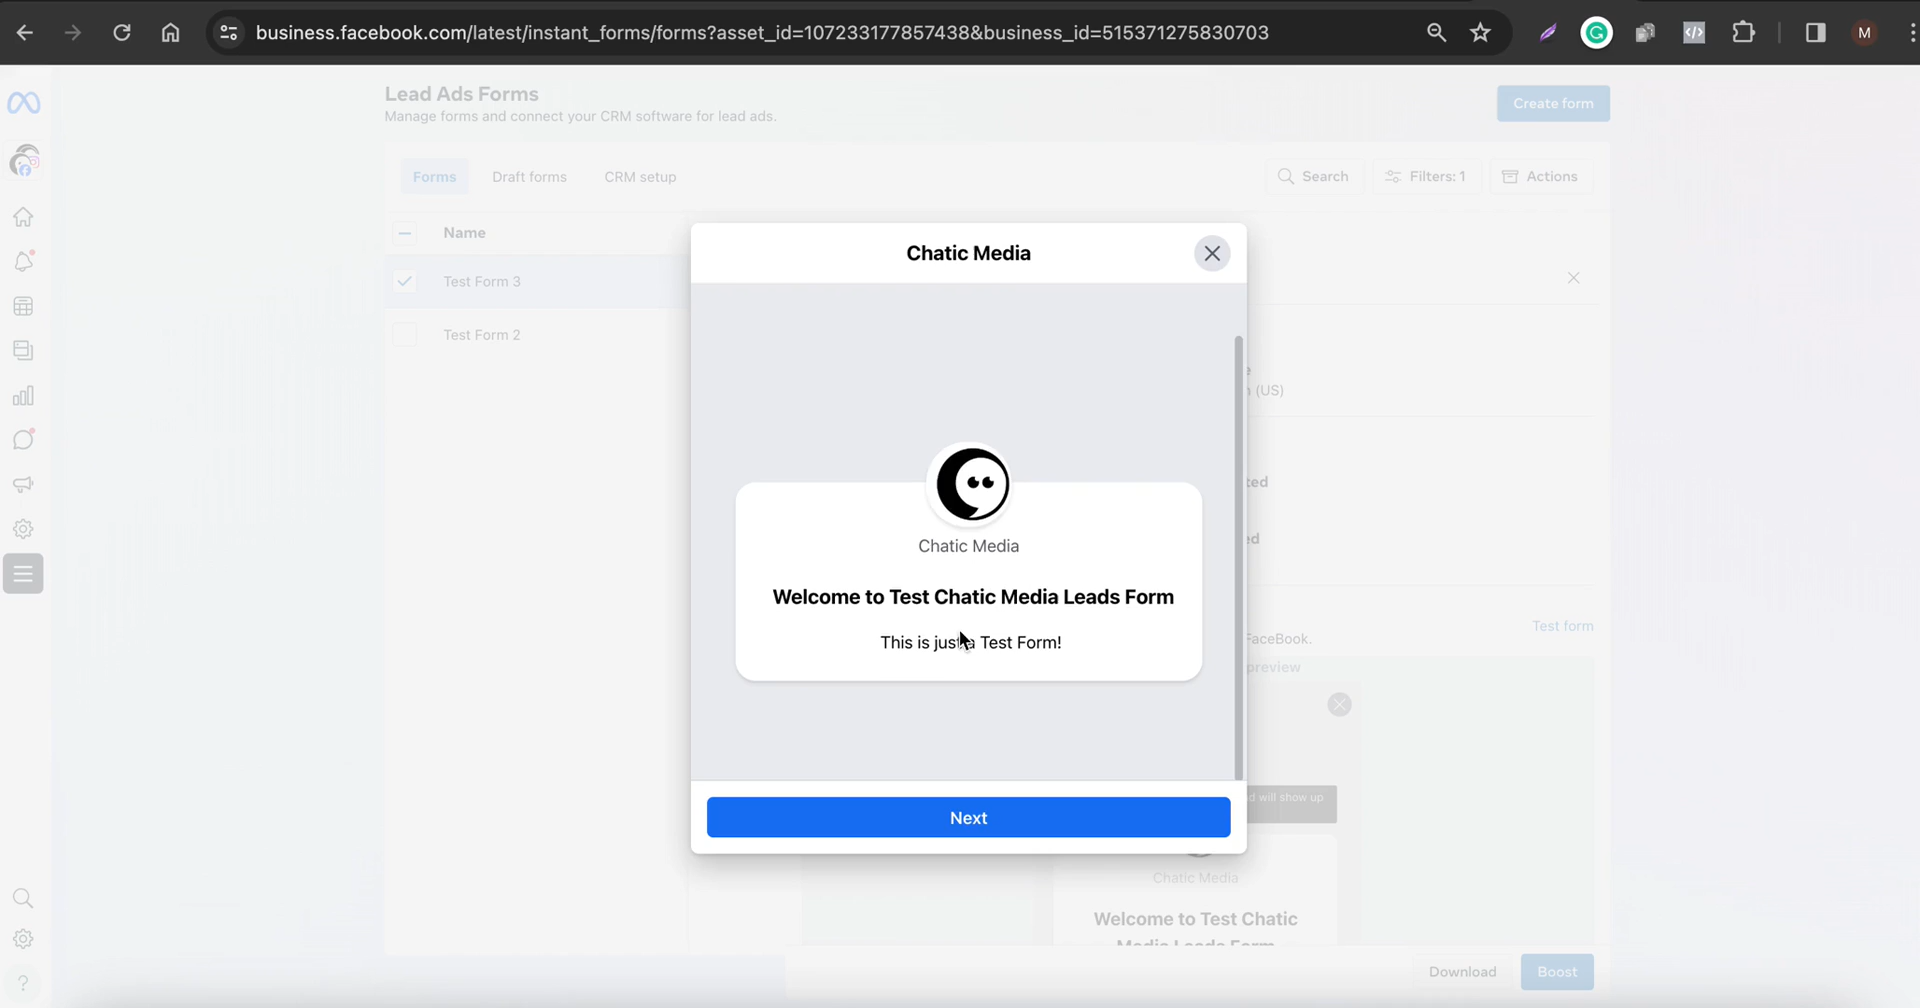 business.facebook.com/latest/instant_forms/forms?asset_id=107233177857438&business_id=515371275830703
M
Lead Ads Forms
Manage forms and connect your CRM software for lead ads.
Create form
Forms
Draft forms
CRM setup
Search
Filters: 1
Actions
Name
Test Form 3
Test Form 2
Chatic Media
(US)
Chatic Media
Welcome to Test Chatic Media Leads Form
This is just a Test Form!
Next
FaceBook.
Test form
preview
d will show up
Chatic Media
Welcome to Test Chatic
Media Leads Form
Download
Boost